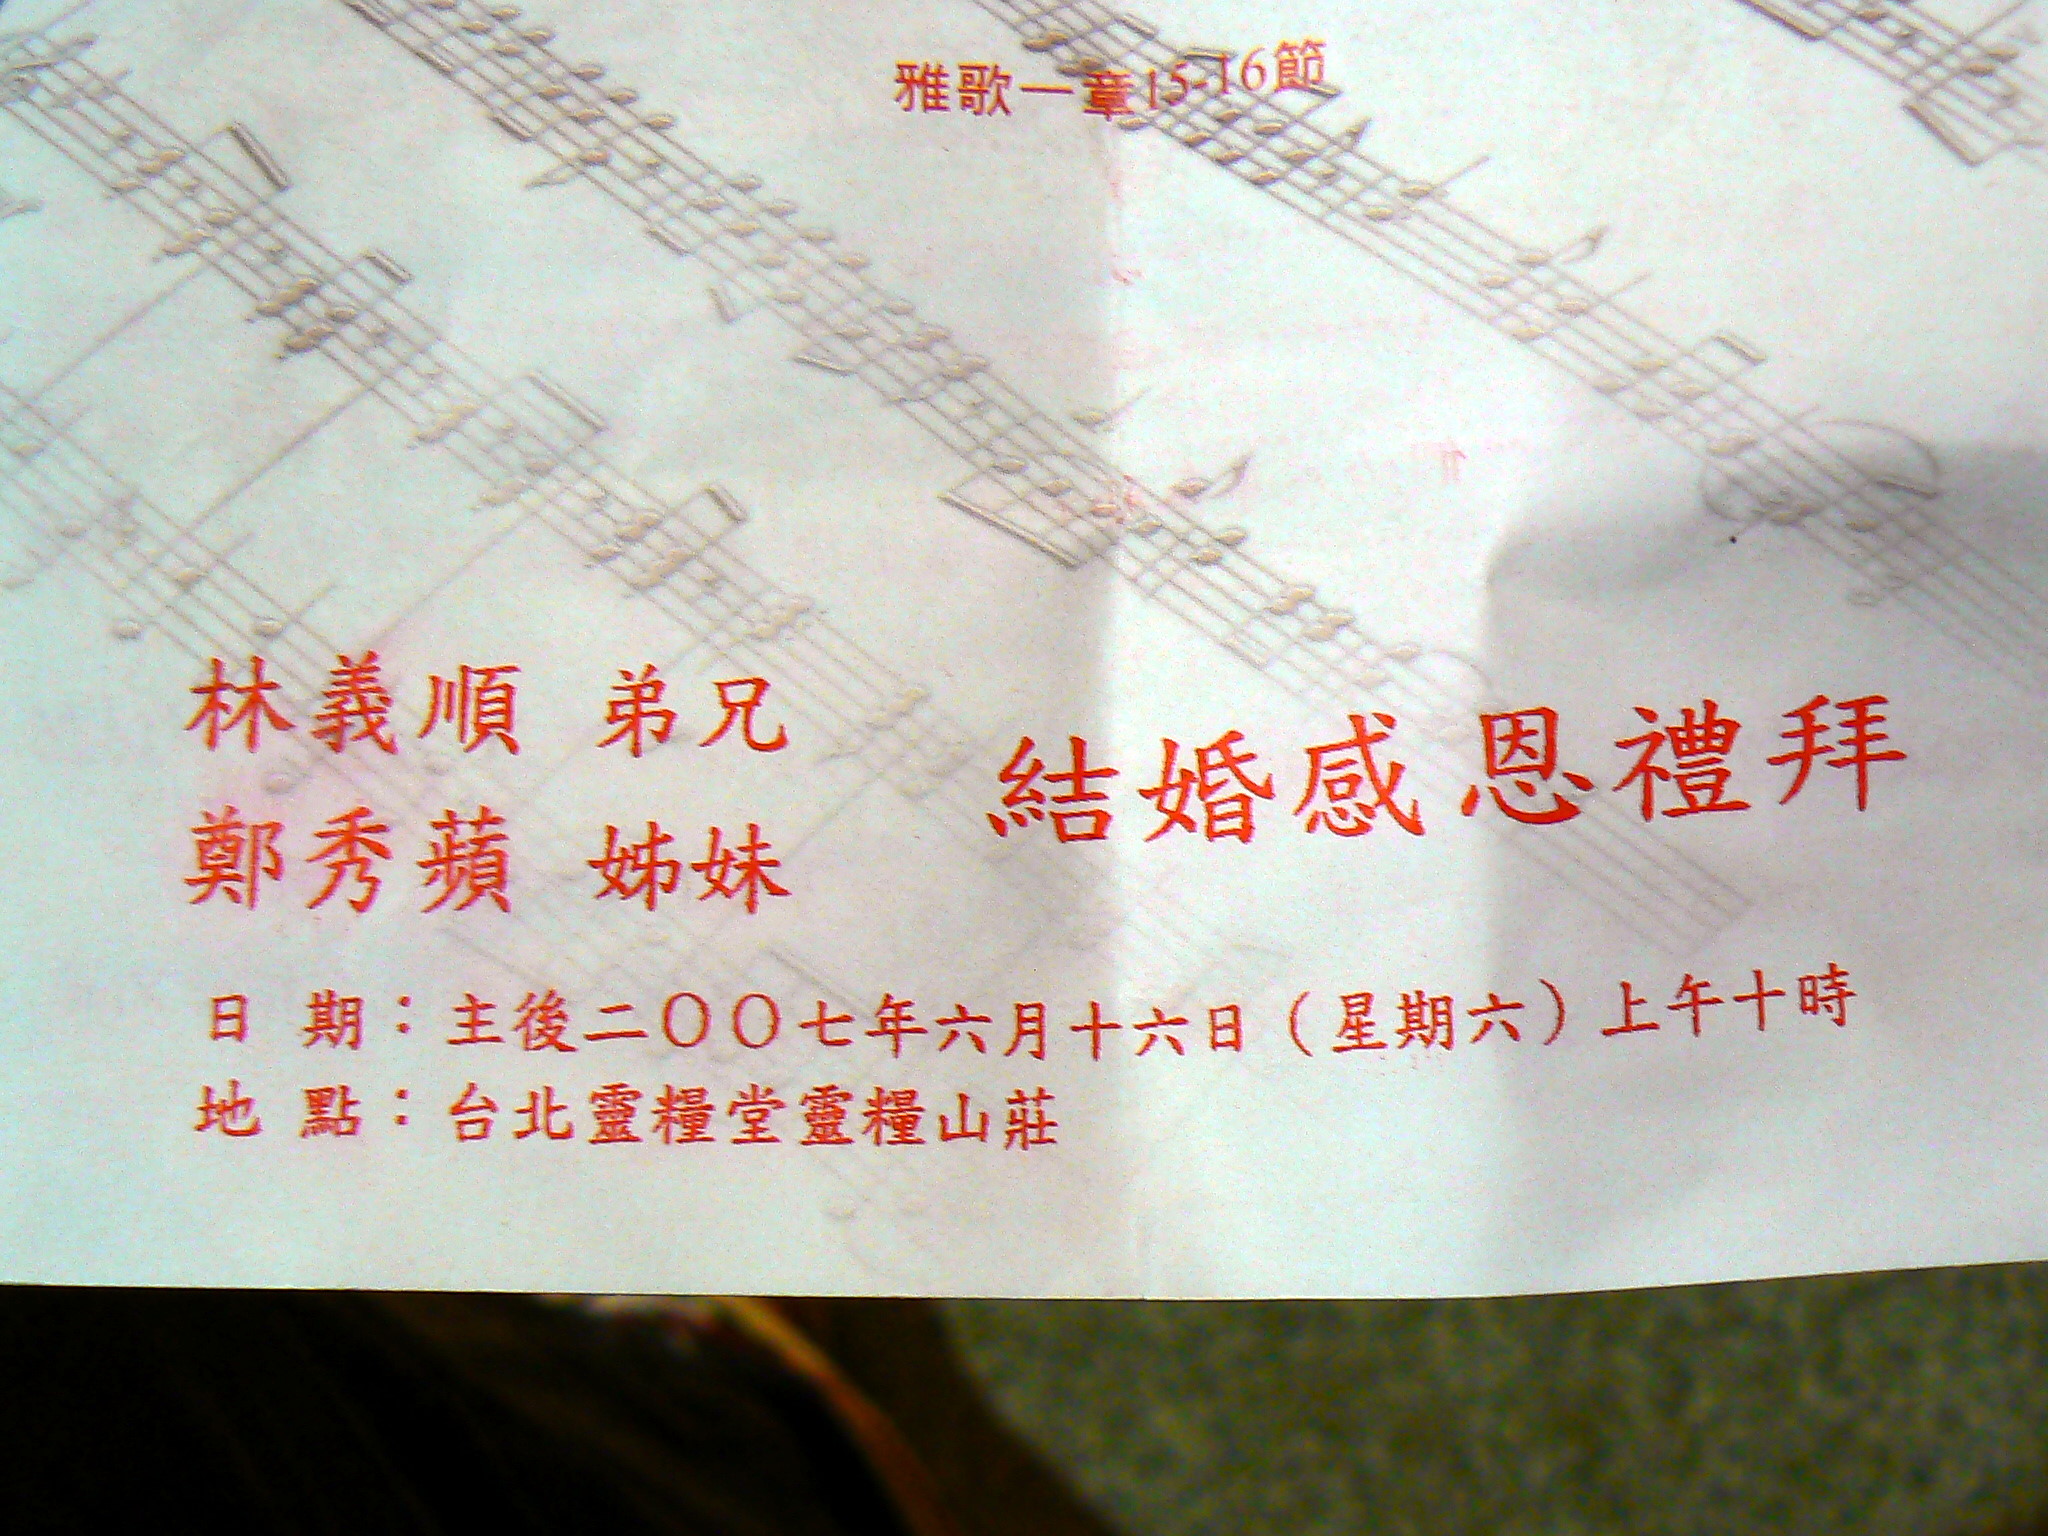 雅歌一章15-16節
林義順 弟兄
鄭秀蘋 姊妹
結婚感恩禮拜
日 期：主後二〇〇七年六月十六日（星期六）上午十時
地 點：台北靈糧堂靈糧山莊